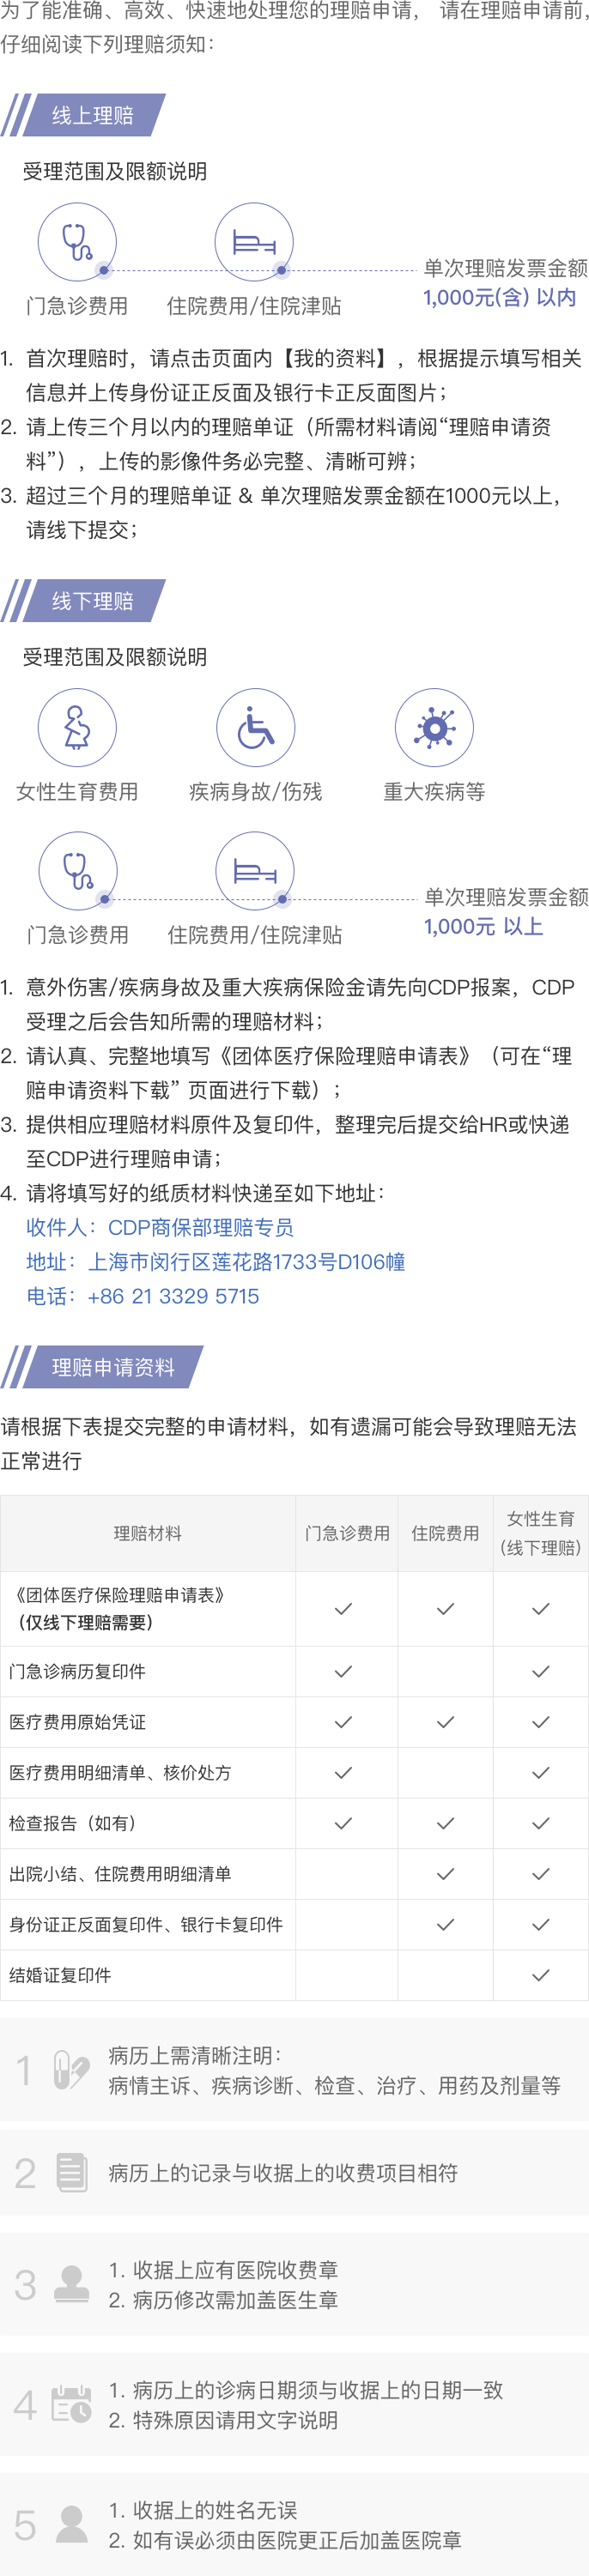 为了能准确、高效、快速地处理您的理赔申请， 请在理赔申请前，
仔细阅读下列理赔须知：
线上理赔
受理范围及限额说明
单次理赔发票金额
1,000元(含) 以内
门急诊费用
住院费用/住院津贴
1. 首次理赔时，请点击页面内【我的资料】，根据提示填写相关
信息并上传身份证正反面及银行卡正反面图片；
2. 请上传三个月以内的理赔单证（所需材料请阅“理赔申请资
料”），上传的影像件务必完整、清晰可辨；
3. 超过三个月的理赔单证 & 单次理赔发票金额在1000元以上，
请线下提交；
线下理赔
受理范围及限额说明
女性生育费用
疾病身故/伤残
重大疾病等
单次理赔发票金额
1,000元 以上
门急诊费用
住院费用/住院津贴
1. 意外伤害/疾病身故及重大疾病保险金请先向CDP报案，CDP
受理之后会告知所需的理赔材料；
2. 请认真、完整地填写《团体医疗保险理赔申请表》（可在“理
赔申请资料下载” 页面进行下载）；
3. 提供相应理赔材料原件及复印件，整理完后提交给HR或快递
至CDP进行理赔申请；
4. 请将填写好的纸质材料快递至如下地址：
收件人：CDP商保部理赔专员
地址：上海市闵行区莲花路1733号D106幢
电话：+86 21 3329 5715
理赔申请资料
请根据下表提交完整的申请材料，如有遗漏可能会导致理赔无法
正常进行
理赔材料 门急诊费用 住院费用 女性生育
(线下理赔)
《团体医疗保险理赔申请表》
（仅线下理赔需要）
门急诊病历复印件
医疗费用原始凭证
医疗费用明细清单、核价处方
检查报告（如有）
出院小结、住院费用明细清单
身份证正反面复印件、银行卡复印件
结婚证复印件
1
病历上需清晰注明：
病情主诉、疾病诊断、检查、治疗、用药及剂量等
2
病历上的记录与收据上的收费项目相符
3
1. 收据上应有医院收费章
2. 病历修改需加盖医生章
4
1. 病历上的诊病日期须与收据上的日期一致
2. 特殊原因请用文字说明
5
1. 收据上的姓名无误
2. 如有误必须由医院更正后加盖医院章